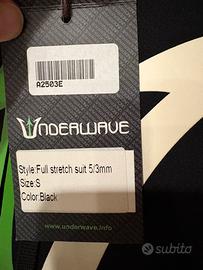 A2503E
UNDERWAVE
Style:Full stretch suit 5/3mm
Size:S
Color:Black
www.underwave.info
subito